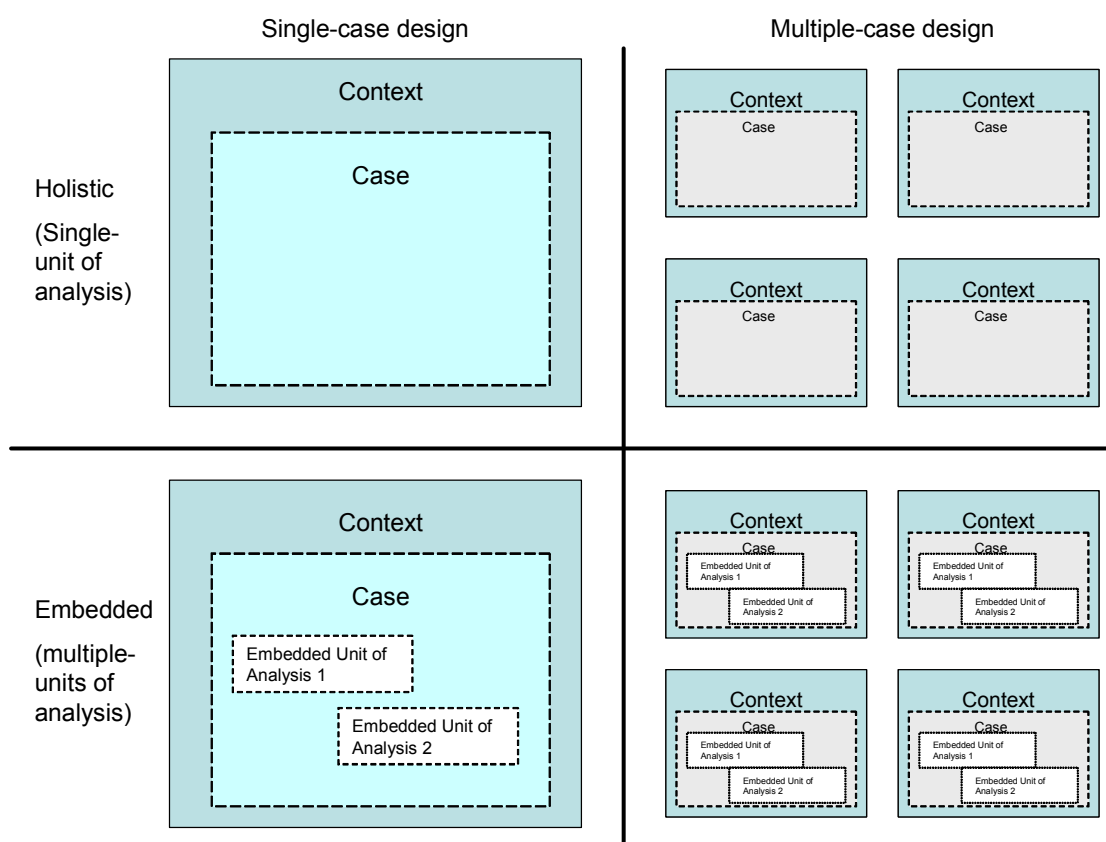 Single-case design
Multiple-case design
Holistic
(Single-
unit of
analysis)
Context
Case
Context
Case
Context
Case
Context
Case
Context
Case
Embedded
(multiple-
units of
analysis)
Context
Case
Embedded Unit of
Analysis 1
Embedded Unit of
Analysis 2
Context
Case
Embedded Unit of
Analysis 1
Embedded Unit of
Analysis 2
Context
Case
Embedded Unit of
Analysis 1
Embedded Unit of
Analysis 2
Context
Case
Embedded Unit of
Analysis 1
Embedded Unit of
Analysis 2
Context
Case
Embedded Unit of
Analysis 1
Embedded Unit of
Analysis 2